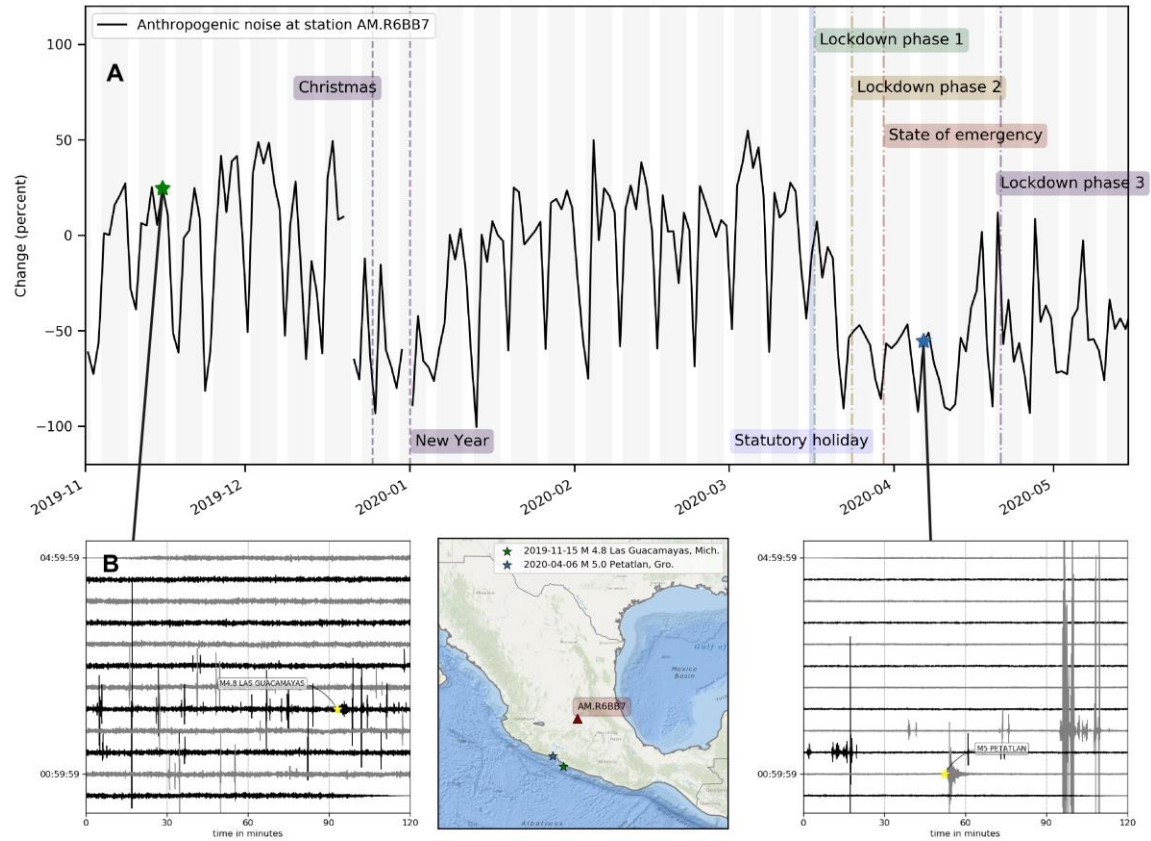 Anthropogenic noise at station AM.R6BB7
A
Christmas
New Year
Statutory holiday
Lockdown phase 1
Lockdown phase 2
State of emergency
Lockdown phase 3
Change (percent)
100
50
0
−50
−100
2019-11
2019-12
2020-01
2020-02
2020-03
2020-04
2020-05
B
04:59:59
M4.8 LAS GUACAMAYAS
00:59:59
0
30
60
90
120
time in minutes
2019-11-15 M 4.8 Las Guacamayas, Mich.
2020-04-06 M 5.0 Petatlan, Gro.
Gulf of
Mexico
Basin
AM.R6BB7
04:59:59
M5 PETATLAN
00:59:59
0
30
60
90
120
time in minutes